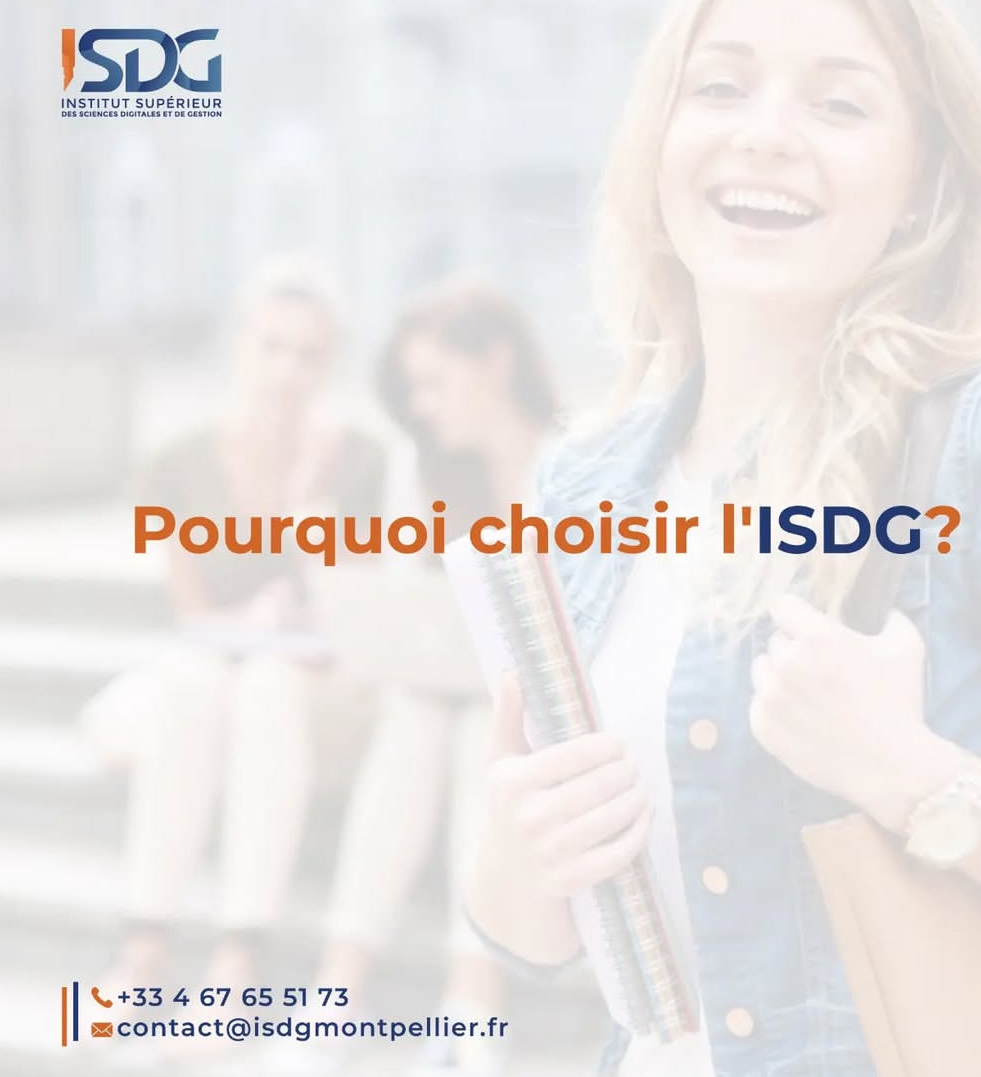 ISDG
INSTITUT SUPÉRIEUR
DES SCIENCES DIGITALES ET DE GESTION
Pourquoi choisir l'ISDG?
+33 4 67 65 51 73
contact@isdgmontpellier.fr